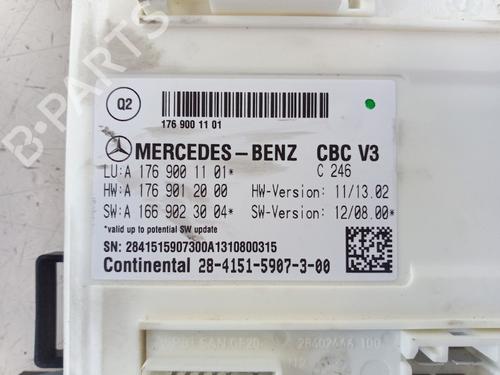 B-PARTS
Q2
176 900 11 01
MERCEDES-BENZ CBC V3
LU:A 176 900 11 01* C 246
HW:A 176 901 20 00 HW-Version: 11/13.02
SW:A 166 902 30 04* SW-Version: 12/08.00*
*valid up to potential SW update
SN: 2841515907300A1310800315
Continental 28-4151-5907-3-00